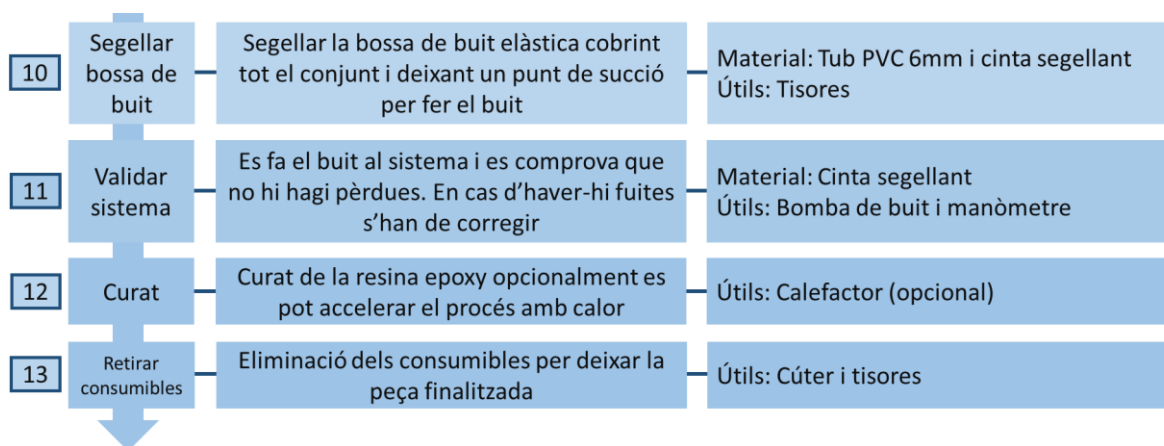 10
Segellar
bossa de
buit
Segellar la bossa de buit elàstica cobrint
tot el conjunt i deixant un punt de succió
per fer el buit
Material: Tub PVC 6mm i cinta segellant
Útils: Tisores
11
Validar
sistema
Es fa el buit al sistema i es comprova que
no hi hagi pèrdues. En cas d'haver-hi fuites
s'han de corregir
Material: Cinta segellant
Útils: Bomba de buit i manòmetre
12
Curat
Curat de la resina epoxy opcionalment es
pot accelerar el procés amb calor
Útils: Calefactor (opcional)
13
Retirar
consumibles
Eliminació dels consumibles per deixar la
peça finalitzada
Útils: Cúter i tisores